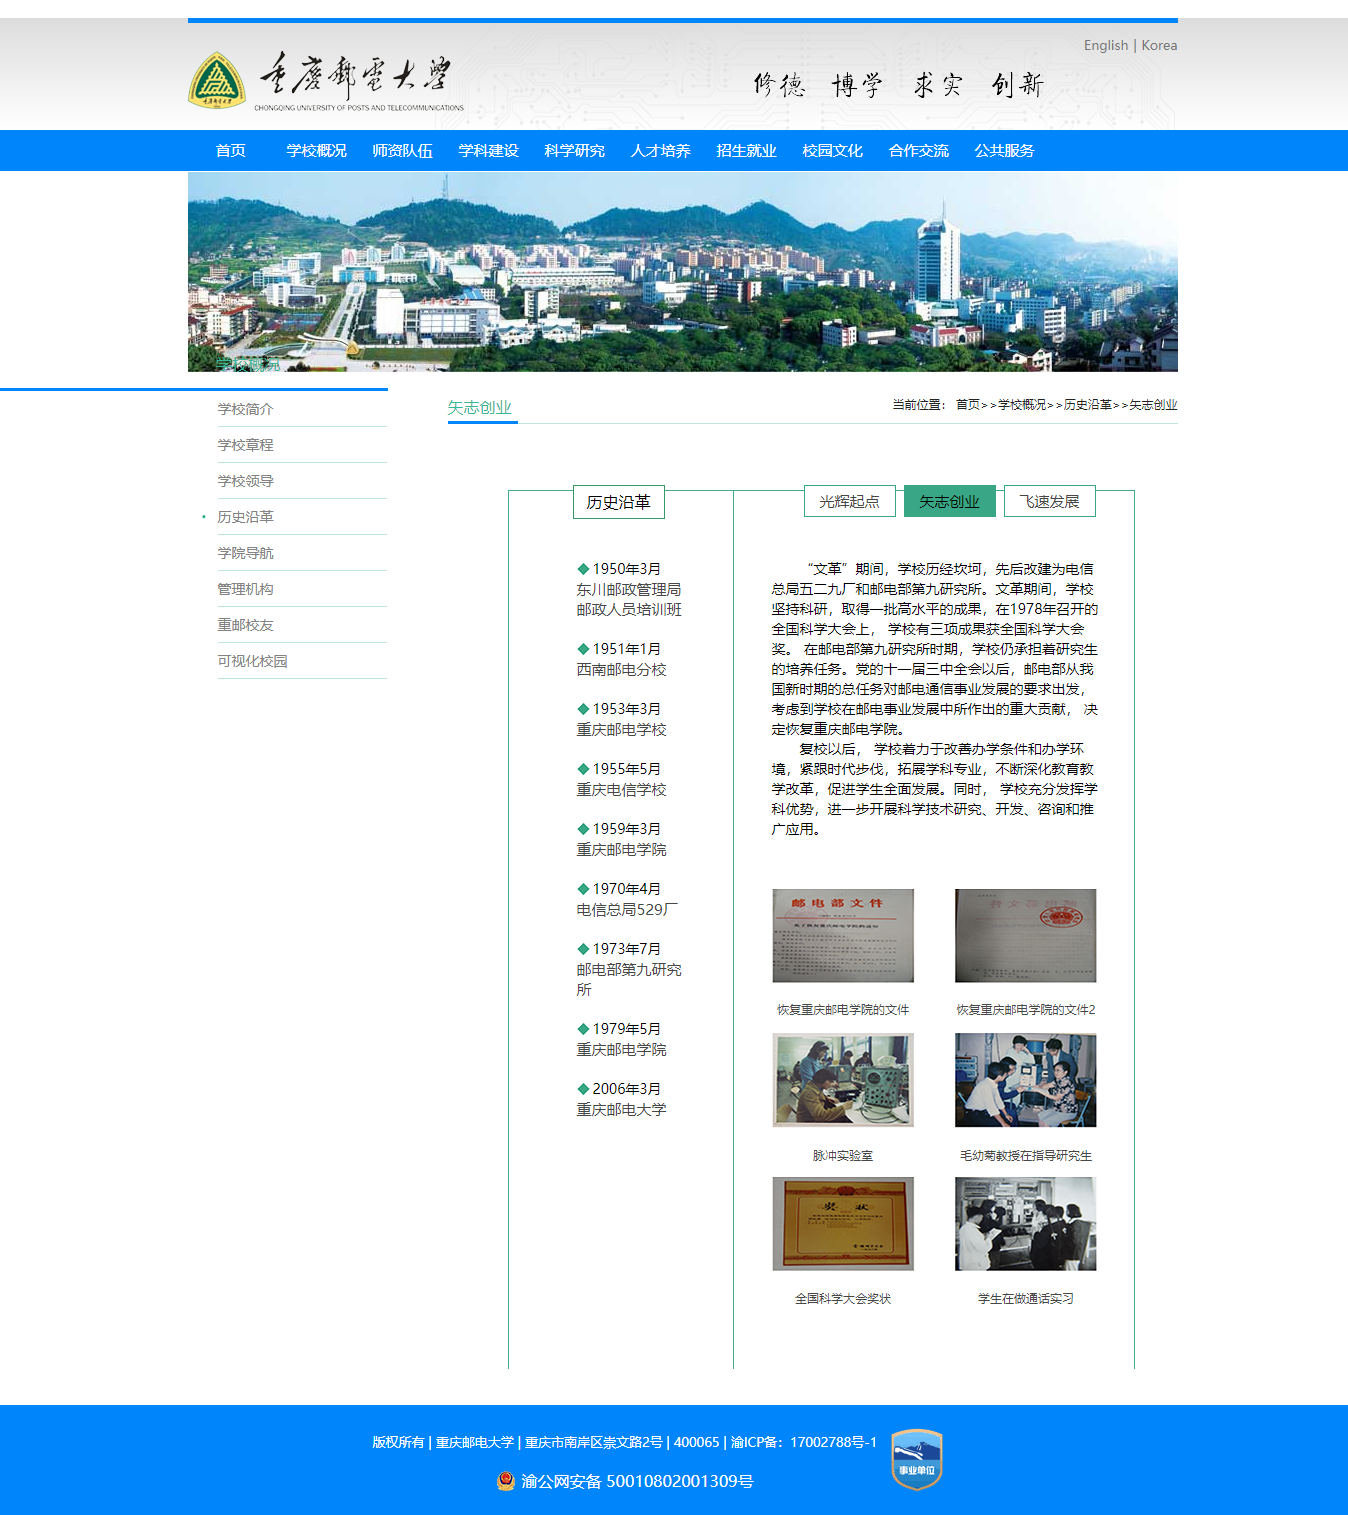 English | Korea
重庆邮电大学
CHONGQING UNIVERSITY OF POSTS AND TELECOMMUNICATIONS
修德 博学 求实 创新
首页 学校概况 师资队伍 学科建设 科学研究 人才培养 招生就业 校园文化 合作交流 公共服务
学校概况
学校简介
学校章程
学校领导
历史沿革
学院导航
管理机构
重邮校友
可视化校园
矢志创业
当前位置： 首页>>学校概况>>历史沿革>>矢志创业
历史沿革
1950年3月
东川邮政管理局
邮政人员培训班
1951年1月
西南邮电分校
1953年3月
重庆邮电学校
1955年5月
重庆电信学校
1959年3月
重庆邮电学院
1970年4月
电信总局529厂
1973年7月
邮电部第九研究
所
1979年5月
重庆邮电学院
2006年3月
重庆邮电大学
光辉起点 矢志创业 飞速发展
“文革”期间，学校历经坎坷，先后改建为电信
总局五二九厂和邮电部第九研究所。文革期间，学校
坚持科研，取得一批高水平的成果，在1978年召开的
全国科学大会上， 学校有三项成果获全国科学大会
奖。 在邮电部第九研究所时期，学校仍承担着研究生
的培养任务。党的十一届三中全会以后，邮电部从我
国新时期的总任务对邮电通信事业发展的要求出发，
考虑到学校在邮电事业发展中所作出的重大贡献， 决
定恢复重庆邮电学院。
复校以后， 学校着力于改善办学条件和办学环
境，紧跟时代步伐，拓展学科专业，不断深化教育教
学改革，促进学生全面发展。同时， 学校充分发挥学
科优势，进一步开展科学技术研究、开发、咨询和推
广应用。
邮电部文件
恢复重庆邮电学院的文件
恢复重庆邮电学院的文件2
脉冲实验室
毛幼菊教授在指导研究生
奖状
全国科学大会奖状
学生在做通话实习
版权所有 | 重庆邮电大学 | 重庆市南岸区崇文路2号 | 400065 | 渝ICP备：17002788号-1
事业单位
渝公网安备 50010802001309号